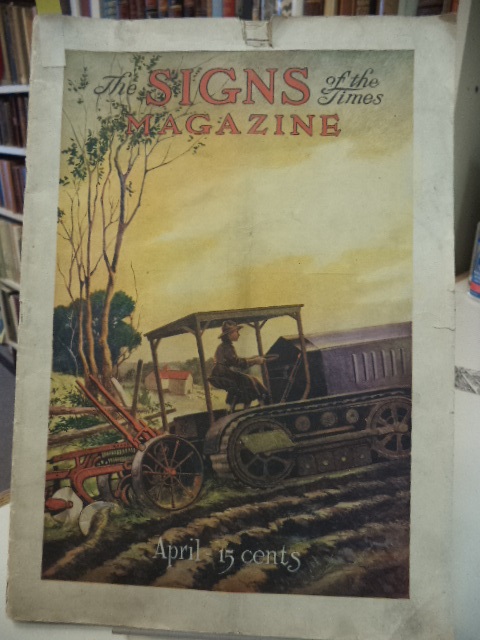 The SIGNS of the Times
MAGAZINE
April 15 cents